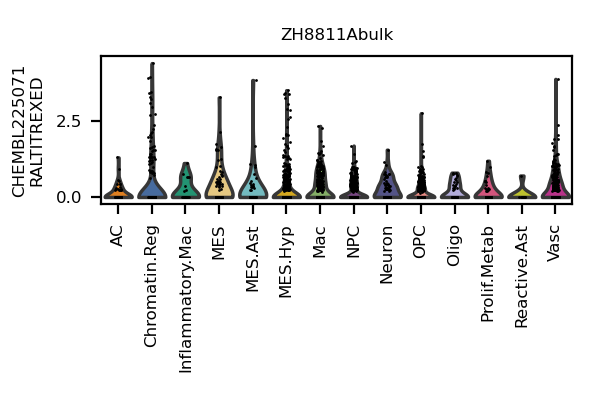 ZH8811Abulk
CHEMBL225071
RALTITREXED
2.5
0.0
AC
Chromatin.Reg
Inflammatory.Mac
MES
MES.Ast
MES.Hyp
Mac
NPC
Neuron
OPC
Oligo
Prolif.Metab
Reactive.Ast
Vasc